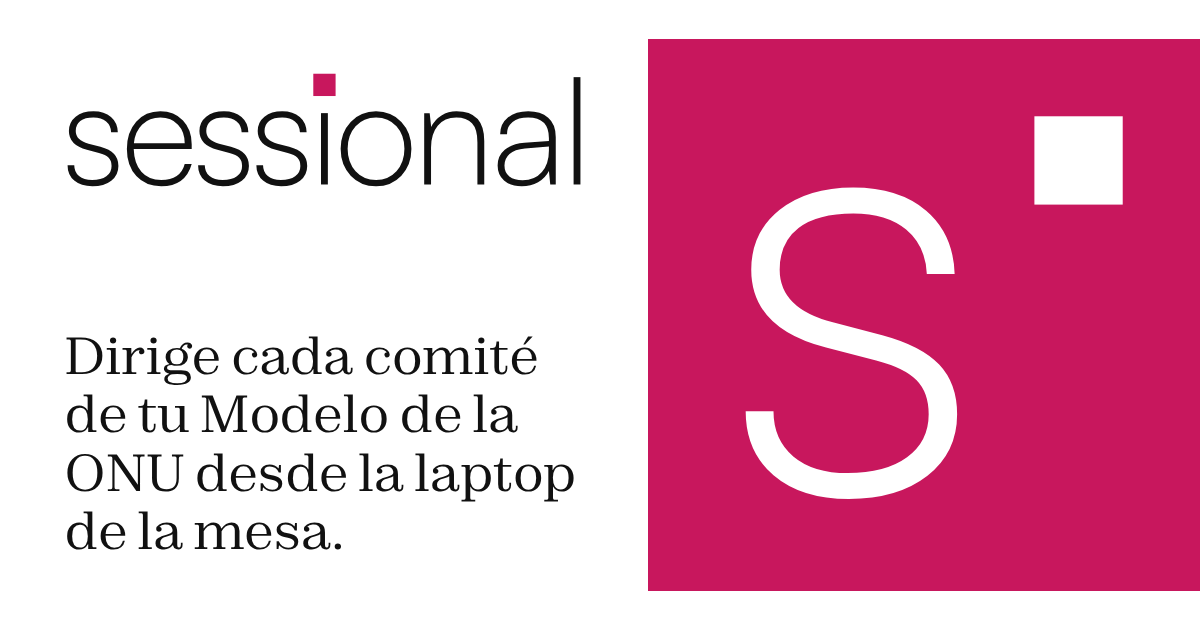 sessional
Dirige cada comité
de tu Modelo de la
ONU desde la laptop
de la mesa.
s